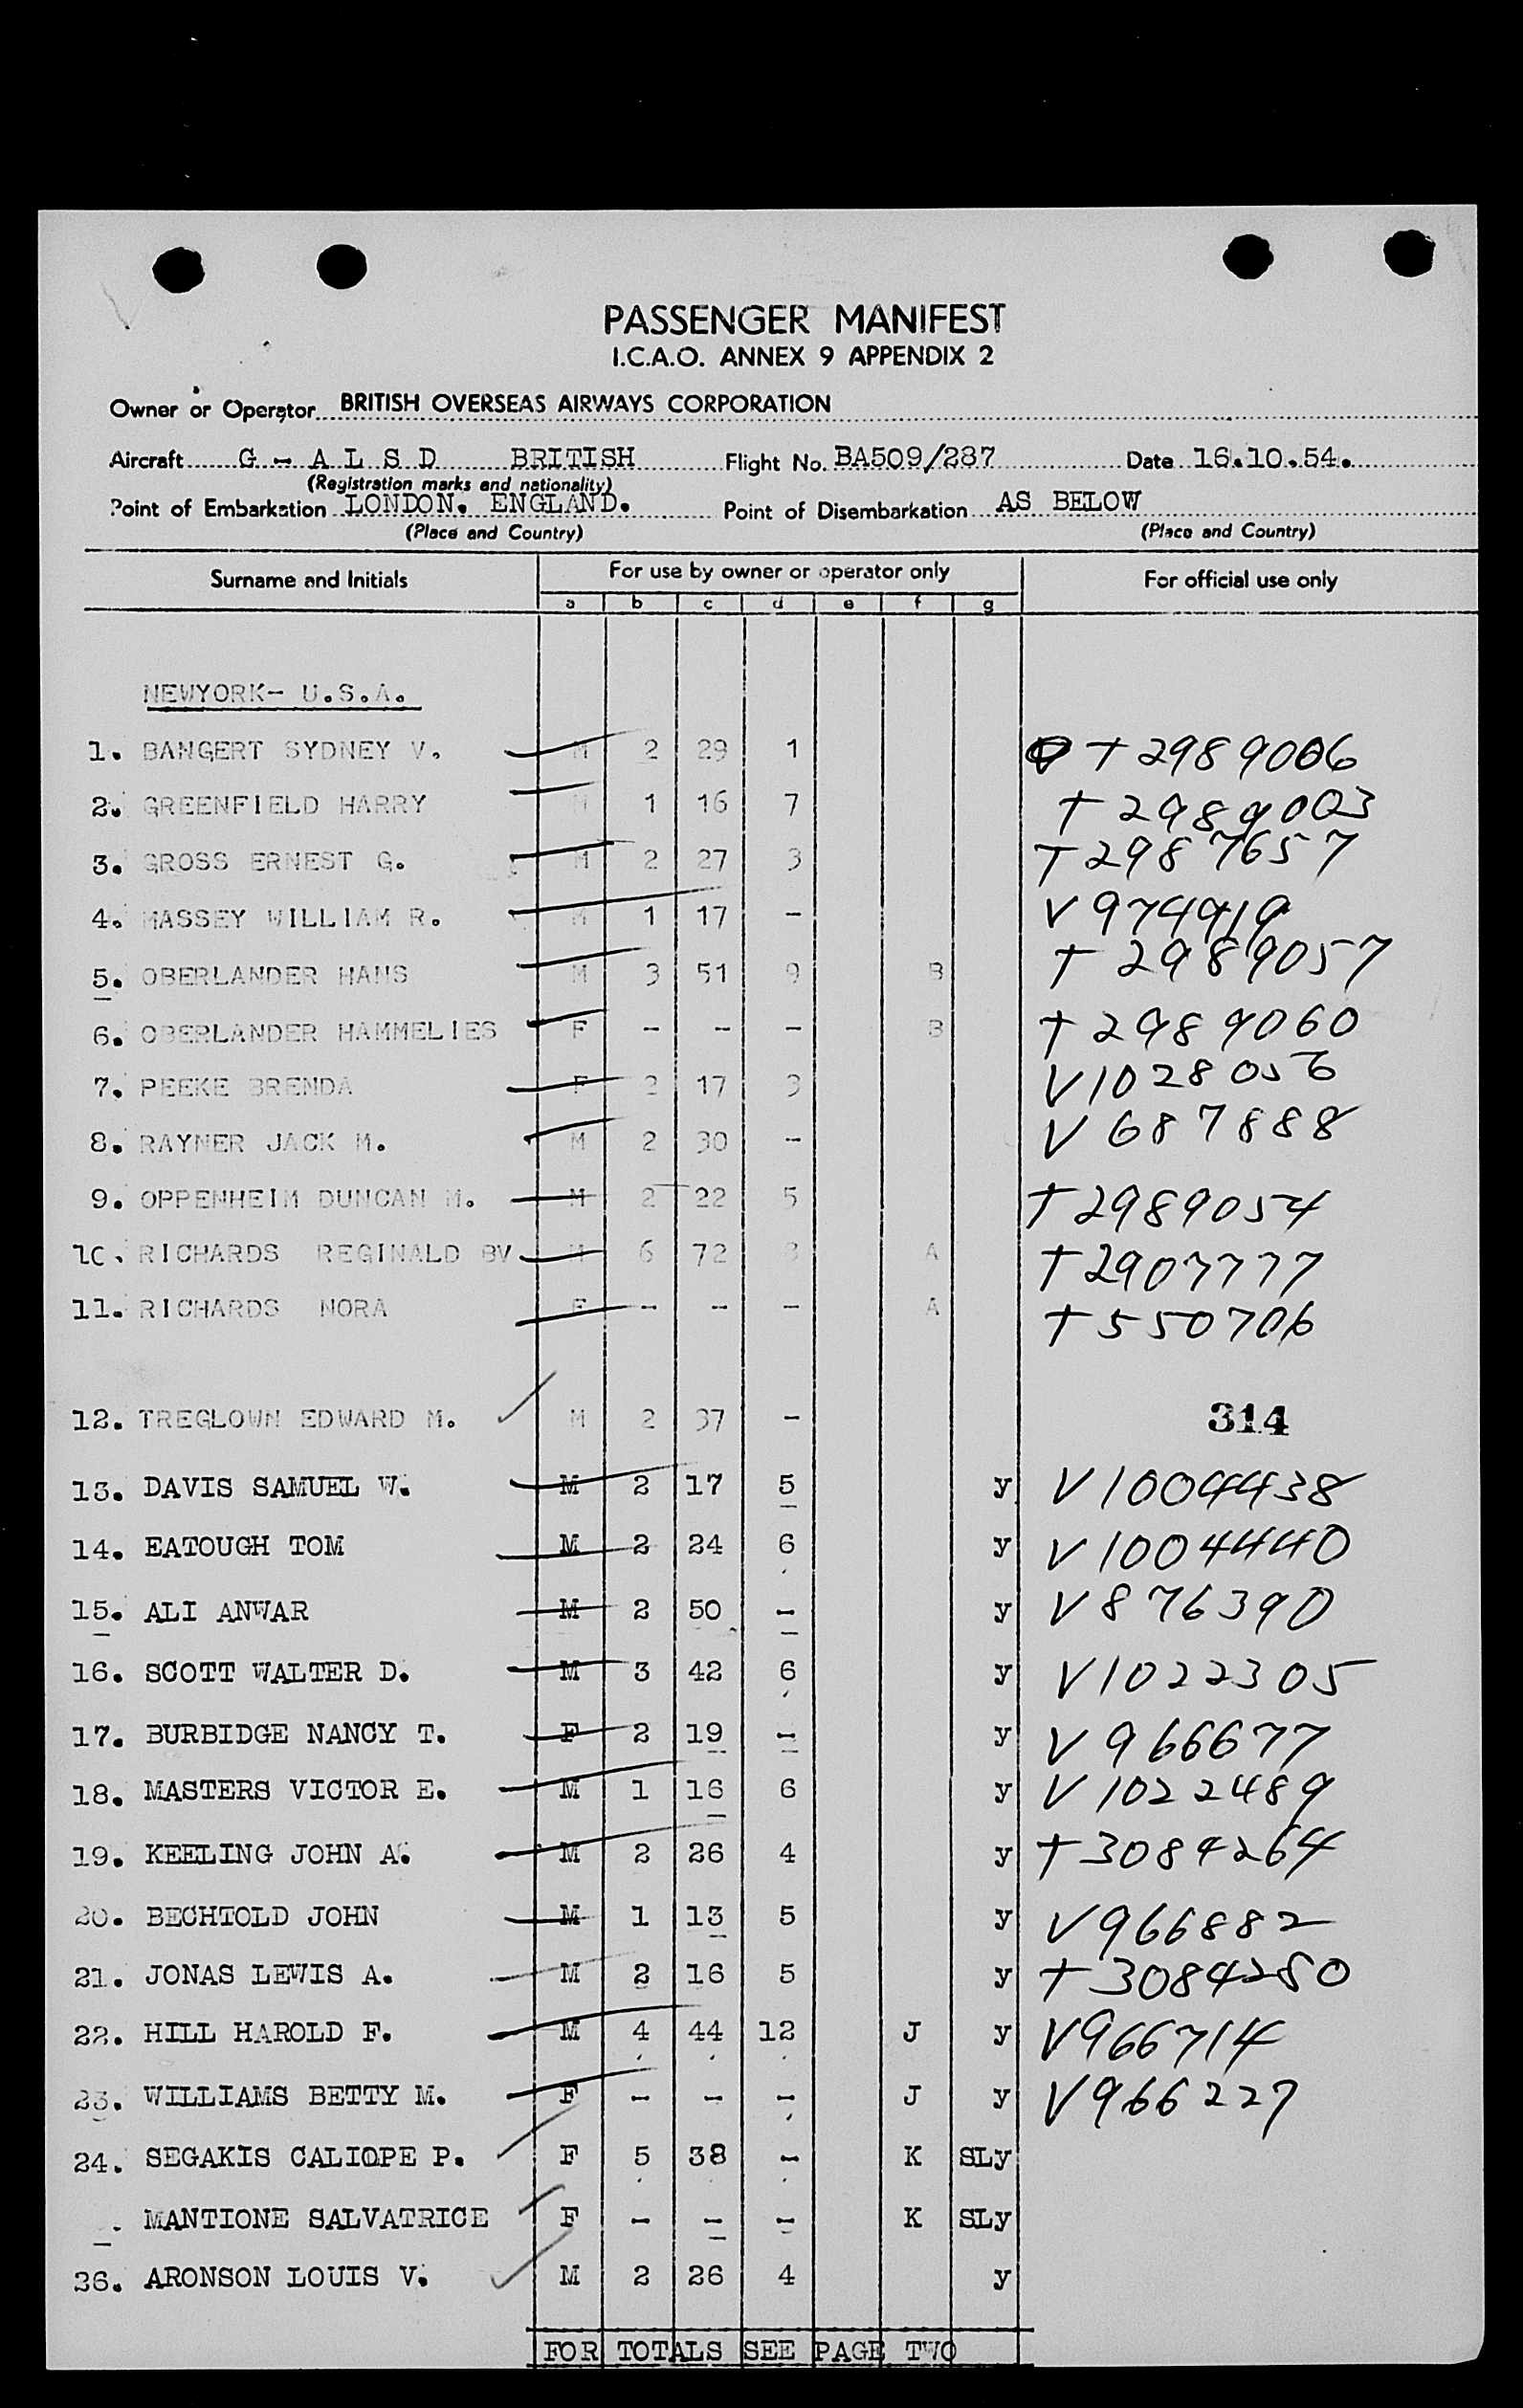 PASSENGER MANIFEST
I.C.A.O. ANNEX 9 APPENDIX 2
Owner or Operator BRITISH OVERSEAS AIRWAYS CORPORATION
Aircraft G - A L S D BRITISH Flight No. BA509/287 Date 16.10.54.
(Registration marks and nationality)
Point of Embarkation LONDON. ENGLAND. Point of Disembarkation AS BELOW
(Place and Country) (Place and Country)
Surname and Initials For use by owner or operator only For official use only
a b c d e f g
NEWYORK- U.S.A.
1. BANGERT SYDNEY V. M 2 29 1 T 2989006
2. GREENFIELD HARRY M 1 16 7 T 2989003
3. GROSS ERNEST G. M 2 27 3 T 2987657
4. MASSEY WILLIAM R. M 1 17 - V 974919
5. OBERLANDER HANS M 3 51 9 B T 2989057
6. OBERLANDER HAMMELIES F - - - B T 2989060
7. PEEKE BRENDA F 2 17 3 V1028056
8. RAYNER JACK M. M 2 30 - V 687888
9. OPPENHEIM DUNCAN M. M 2 22 5 T 2989054
10. RICHARDS REGINALD BV M 6 72 8 A T 2907777
11. RICHARDS NORA F - - - A T 550706
12. TREGLOWN EDWARD M. M 2 37 - 314
13. DAVIS SAMUEL W. M 2 17 5 y V 1004438
14. EATOUGH TOM M 2 24 6 y V 1004440
15. ALI ANWAR M 2 50 - y V 876390
16. SCOTT WALTER D. M 3 42 6 y V1022305
17. BURBIDGE NANCY T. F 2 19 - y V 966677
18. MASTERS VICTOR E. M 1 16 6 y V 1022489
19. KEELING JOHN A. M 2 26 4 y T 3084264
20. BECHTOLD JOHN M 1 13 5 y V966882
21. JONAS LEWIS A. M 2 16 5 y T 3084280
22. HILL HAROLD F. M 4 44 12 J y V966714
23. WILLIAMS BETTY M. F - - - J y V966227
24. SEGAKIS CALIOPE P. F 5 38 - K SLy
. MANTIONE SALVATRICE F - - - K SLy
26. ARONSON LOUIS V. M 2 26 4 y
FOR TOTALS SEE PAGE TWO